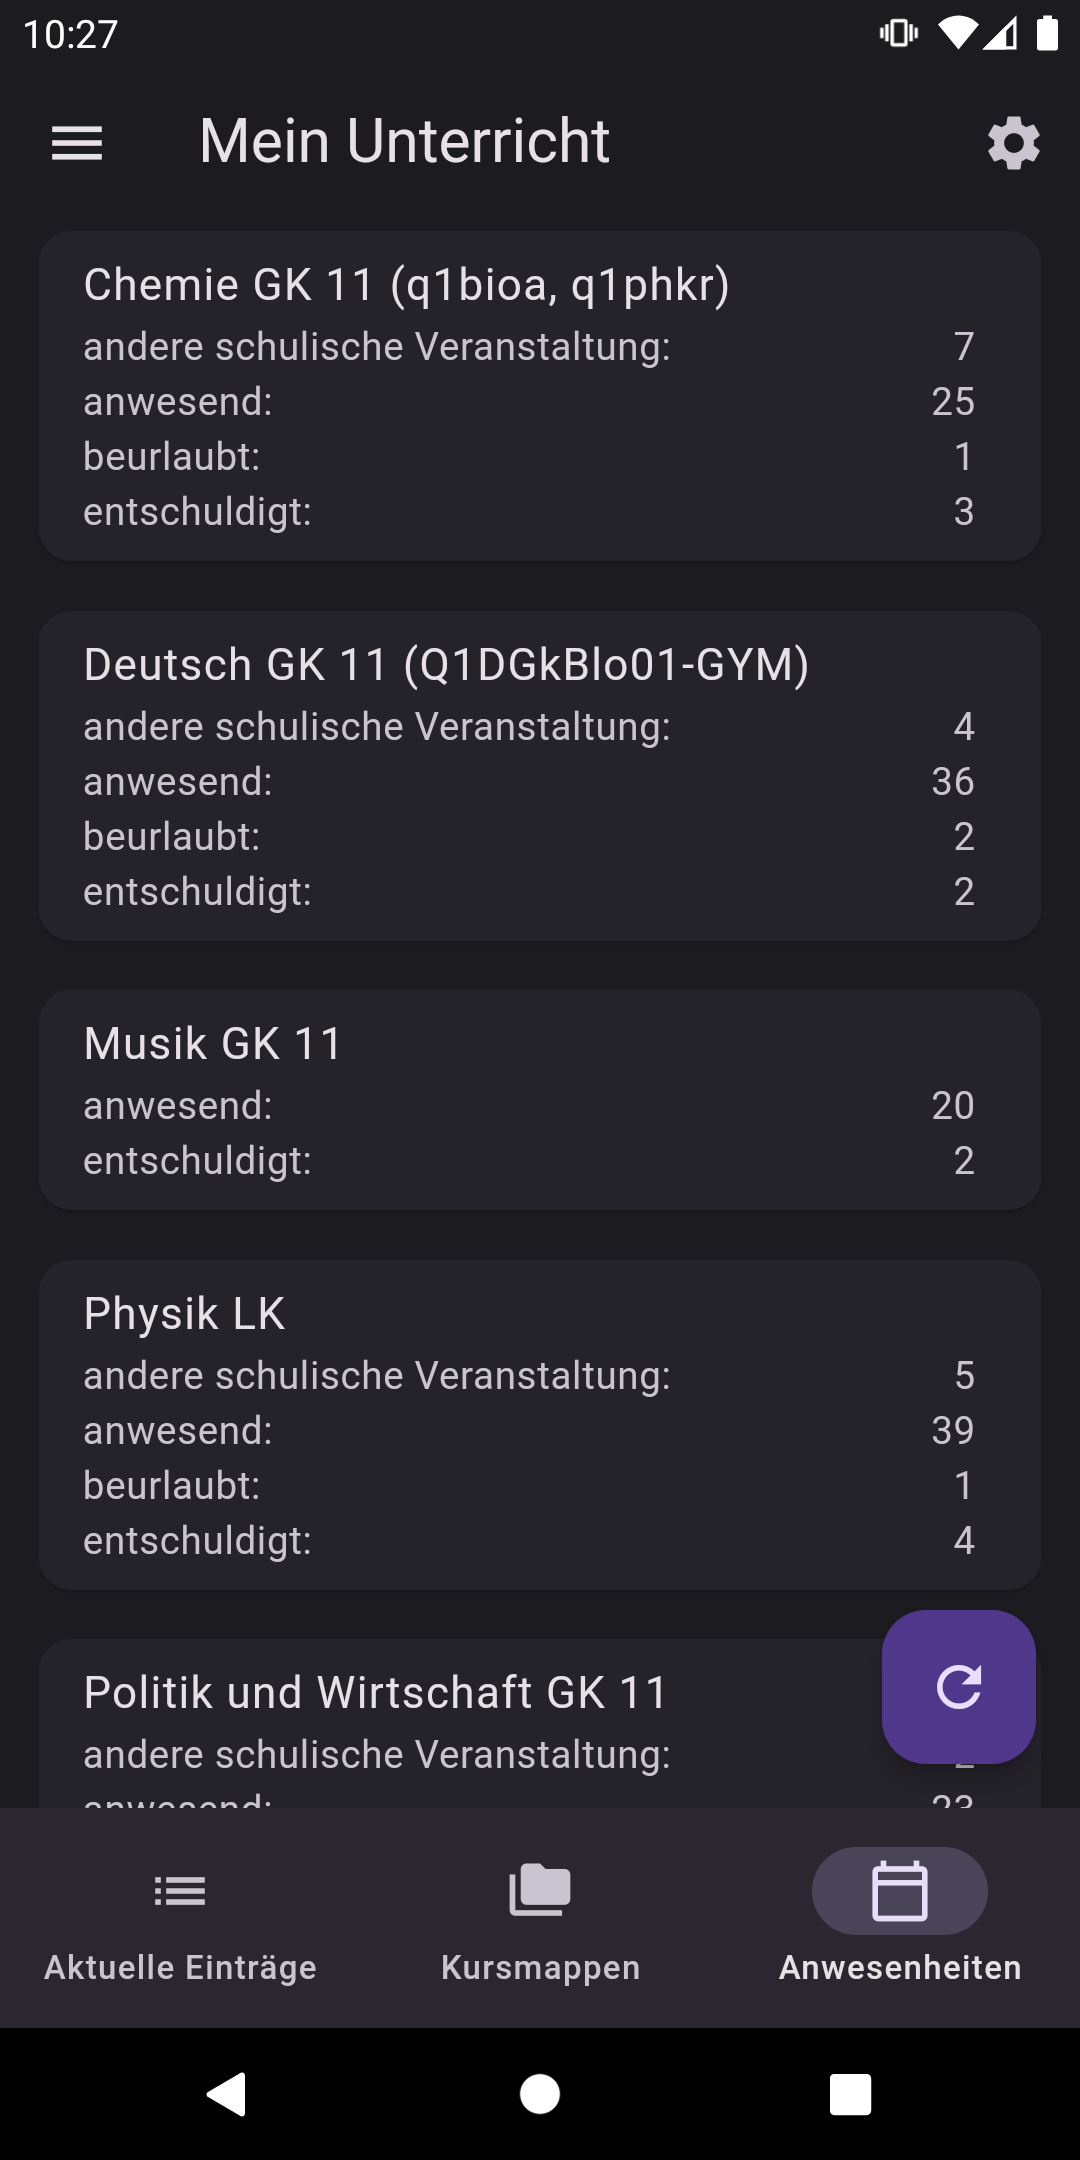 10:27
Mein Unterricht
Chemie GK 11 (q1bioa, q1phkr)
andere schulische Veranstaltung: 7
anwesend: 25
beurlaubt: 1
entschuldigt: 3
Deutsch GK 11 (Q1DGkBlo01-GYM)
andere schulische Veranstaltung: 4
anwesend: 36
beurlaubt: 2
entschuldigt: 2
Musik GK 11
anwesend: 20
entschuldigt: 2
Physik LK
andere schulische Veranstaltung: 5
anwesend: 39
beurlaubt: 1
entschuldigt: 4
Politik und Wirtschaft GK 11
andere schulische Veranstaltung:
anwesend: 23
Aktuelle Einträge
Kursmappen
Anwesenheiten